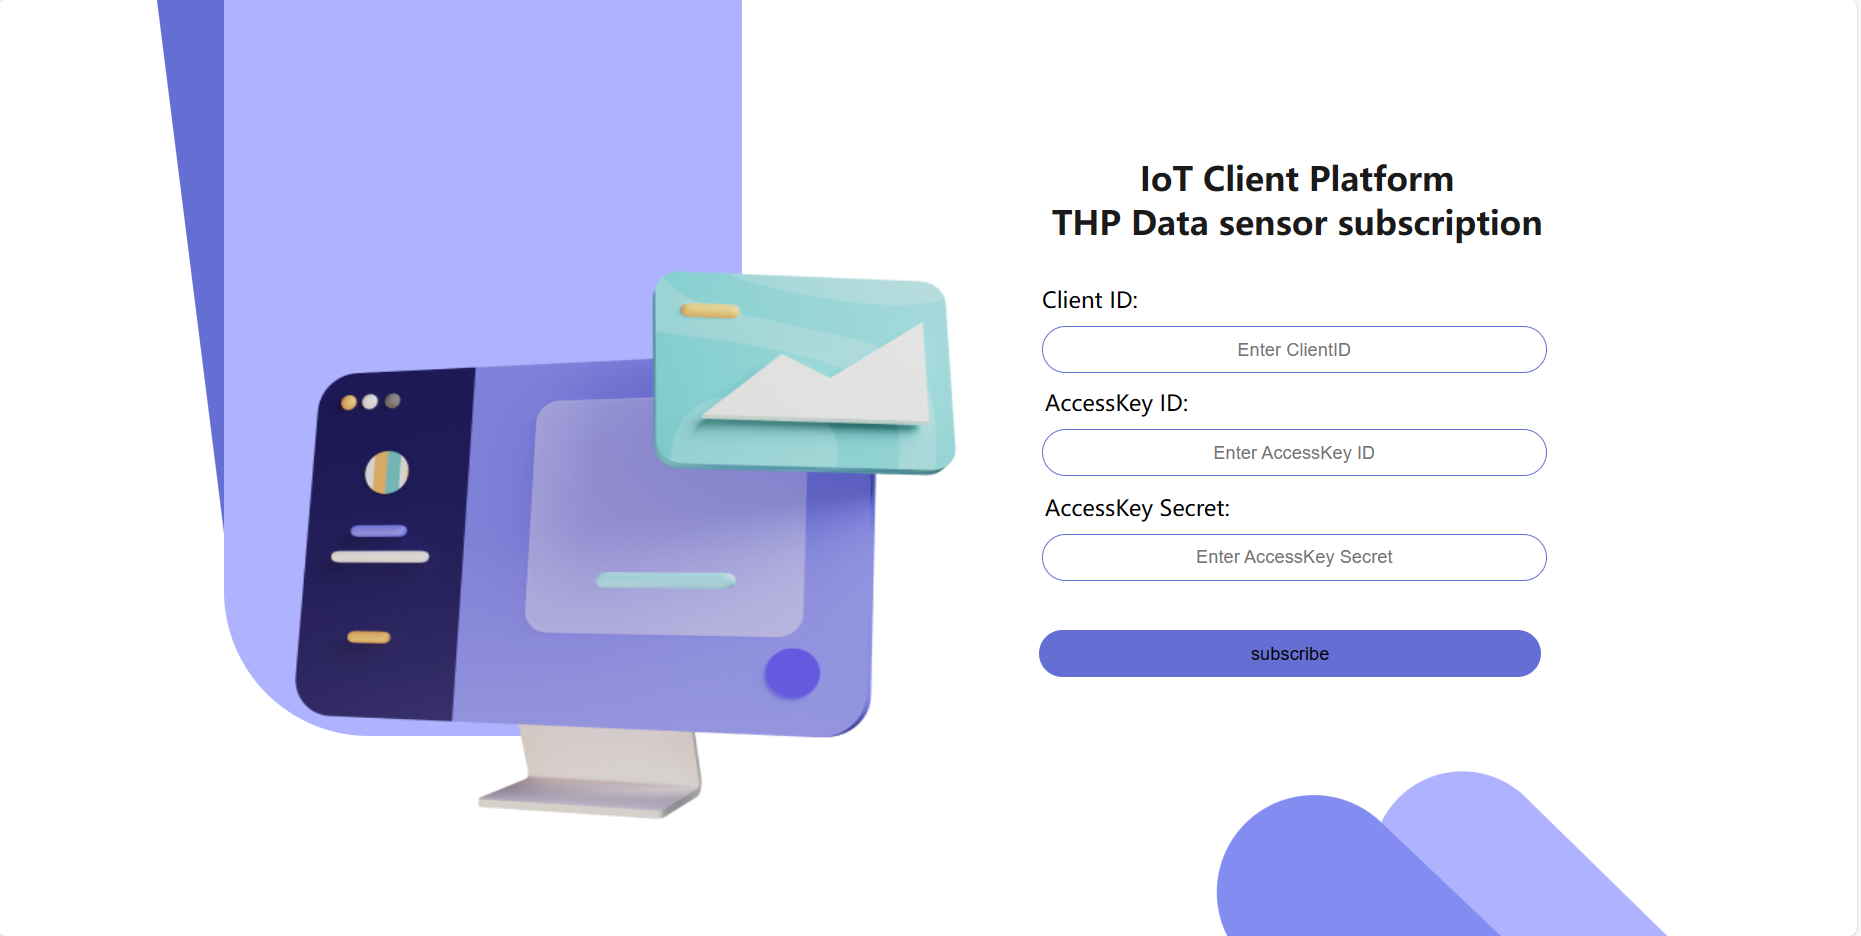 IoT Client Platform
THP Data sensor subscription
Client ID:
Enter ClientID
AccessKey ID:
Enter AccessKey ID
AccessKey Secret:
Enter AccessKey Secret
subscribe